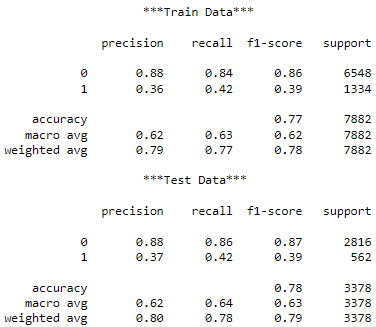 ***Train Data***
precision recall f1-score support
0 0.88 0.84 0.86 6548
1 0.36 0.42 0.39 1334
accuracy 0.77 7882
macro avg 0.62 0.63 0.62 7882
weighted avg 0.79 0.77 0.78 7882
***Test Data***
precision recall f1-score support
0 0.88 0.86 0.87 2816
1 0.37 0.42 0.39 562
accuracy 0.78 3378
macro avg 0.62 0.64 0.63 3378
weighted avg 0.80 0.78 0.79 3378